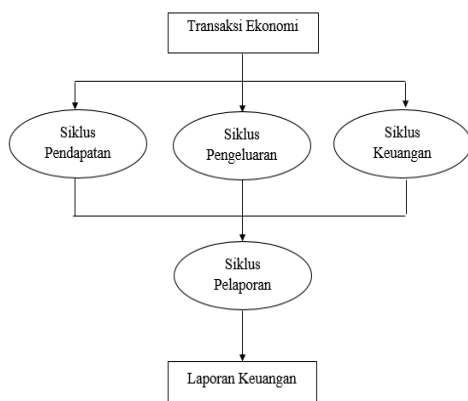 Transaksi Ekonomi
Siklus
Pendapatan
Siklus
Pengeluaran
Siklus
Keuangan
Siklus
Pelaporan
Laporan Keuangan